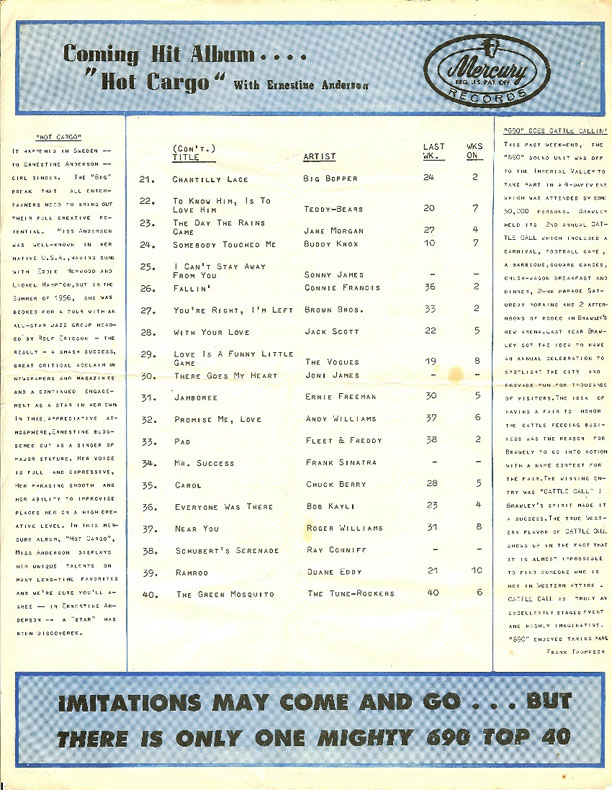 Coming Hit Album....
"Hot Cargo" With Ernestine Anderson
Mercury
REG. U.S. PAT. OFF.
RECORDS
"HOT CARGO"
IT HAPPENED IN SWEDEN --
TO ERNESTINE ANDERSON --
GIRL SINGER. THE "BIG"
BREAK THAT ALL ENTER-
TAINERS NEED TO BRING OUT
THEIR FULL CREATIVE PO-
TENTIAL. MISS ANDERSON
WAS WELL-KNOWN IN HER
NATIVE U.S.A., HAVING SUNG
WITH EDDIE HEYWOOD AND
LIONEL HAMPTON, BUT IN THE
SUMMER OF 1956, SHE WAS
BOOKED FOR A TOUR WITH AN
ALL-STAR JAZZ GROUP HEAD-
ED BY ROLF ERICSON - THE
RESULT - A SMASH SUCCESS,
GREAT CRITICAL ACCLAIM IN
NEWSPAPERS AND MAGAZINES
AND A CONTINUED ENGAGE-
MENT AS A STAR IN HER OWN
IN THIS APPRECIATIVE AT-
MOSPHERE, ERNESTINE BLOS-
SOMED OUT AS A SINGER OF
MAJOR STATURE. HER VOICE
IS FULL AND EXPRESSIVE,
HER PHRASING SMOOTH AND
HER ABILITY TO IMPROVISE
PLACES HER ON A HIGH CRE-
ATIVE LEVEL. IN THIS MER-
CURY ALBUM, "HOT CARGO",
MISS ANDERSON DISPLAYS
HER UNIQUE TALENTS ON
MANY LONG-TIME FAVORITES
AND WE'RE SURE YOU'LL A-
GREE -- IN ERNESTINE AN-
DERSON -- A "STAR" HAS
BEEN DISCOVERED.
(CON'T.) LAST WKS
TITLE ARTIST WK. ON
21. CHANTILLY LACE BIG BOPPER 24 2
22. TO KNOW HIM, IS TO
LOVE HIM TEDDY-BEARS 20 7
23. THE DAY THE RAINS
GAME JANE MORGAN 27 4
24. SOMEBODY TOUCHED ME BUDDY KNOX 10 7
25. I CAN'T STAY AWAY
FROM YOU SONNY JAMES - -
26. FALLIN' CONNIE FRANCIS 36 2
27. YOU'RE RIGHT, I'M LEFT BROWN BROS. 33 2
28. WITH YOUR LOVE JACK SCOTT 22 5
29. LOVE IS A FUNNY LITTLE
GAME THE VOGUES 19 8
30. THERE GOES MY HEART JONI JAMES - -
31. JAMBOREE ERNIE FREEMAN 30 5
32. PROMISE ME, LOVE ANDY WILLIAMS 37 6
33. PAD FLEET & FREDDY 38 2
34. MR. SUCCESS FRANK SINATRA - -
35. CAROL CHUCK BERRY 28 5
36. EVERYONE WAS THERE BOB KAYLI 23 4
37. NEAR YOU ROGER WILLIAMS 31 8
38. SCHUBERT'S SERENADE RAY CONNIFF - -
39. RAMROD DUANE EDDY 21 10
40. THE GREEN MOSQUITO THE TUNE-ROCKERS 40 6
"690" GOES CATTLE CALLIN'
THIS PAST WEEK-END, THE
"690" SOUND UNIT WAS OFF
TO THE IMPERIAL VALLEY TO
TAKE PART IN A 9-DAY EVENT
WHICH WAS ATTENDED BY SOME
50,000 PERSONS. BRAWLEY
HELD ITS 2ND ANNUAL CAT-
TLE CALL WHICH INCLUDED A
CARNIVAL, FOOTBALL GAME,
A BARBEQUE, SQUARE DANCES,
CHUCK-WAGON BREAKFAST AND
DINNER, 2-HR PARADE SAT-
URDAY MORNING AND 2 AFTER-
NOONS OF RODEO IN BRAWLEY'S
NEW ARENA. LAST YEAR BRAW-
LEY GOT THE IDEA TO HAVE
AN ANNUAL CELEBRATION TO
SPOTLIGHT THE CITY AND
PROVIDE FUN FOR THOUSANDS
OF VISITORS. THE IDEA OF
HAVING A FAIR TO HONOR
THE CATTLE FEEDING BUSI-
NESS WAS THE REASON FOR
BRAWELY TO GO INTO ACTION
WITH A NAME CONTEST FOR
THE FAIR. THE WINNING EN-
TRY WAS "CATTLE CALL"!
BRAWLEY'S SPIRIT MADE IT
A SUCCESS. THE TRUE WEST-
ERN FLAVOR OF CATTLE CALL
SHOWS UP IN THE FACT THAT
IT IS ALMOST IMPOSSIBLE
TO FIND SOMEONE WHO IS
NOT IN WESTERN ATTIRE.
CATTLE CALL IS TRULY AN
EXCELLENTLY STAGED EVENT
AND HIGHLY IMAGINATIVE.
"690" ENJOYED TAKING PART
FRANK THOMPSON
IMITATIONS MAY COME AND GO... BUT
THERE IS ONLY ONE MIGHTY 690 TOP 40